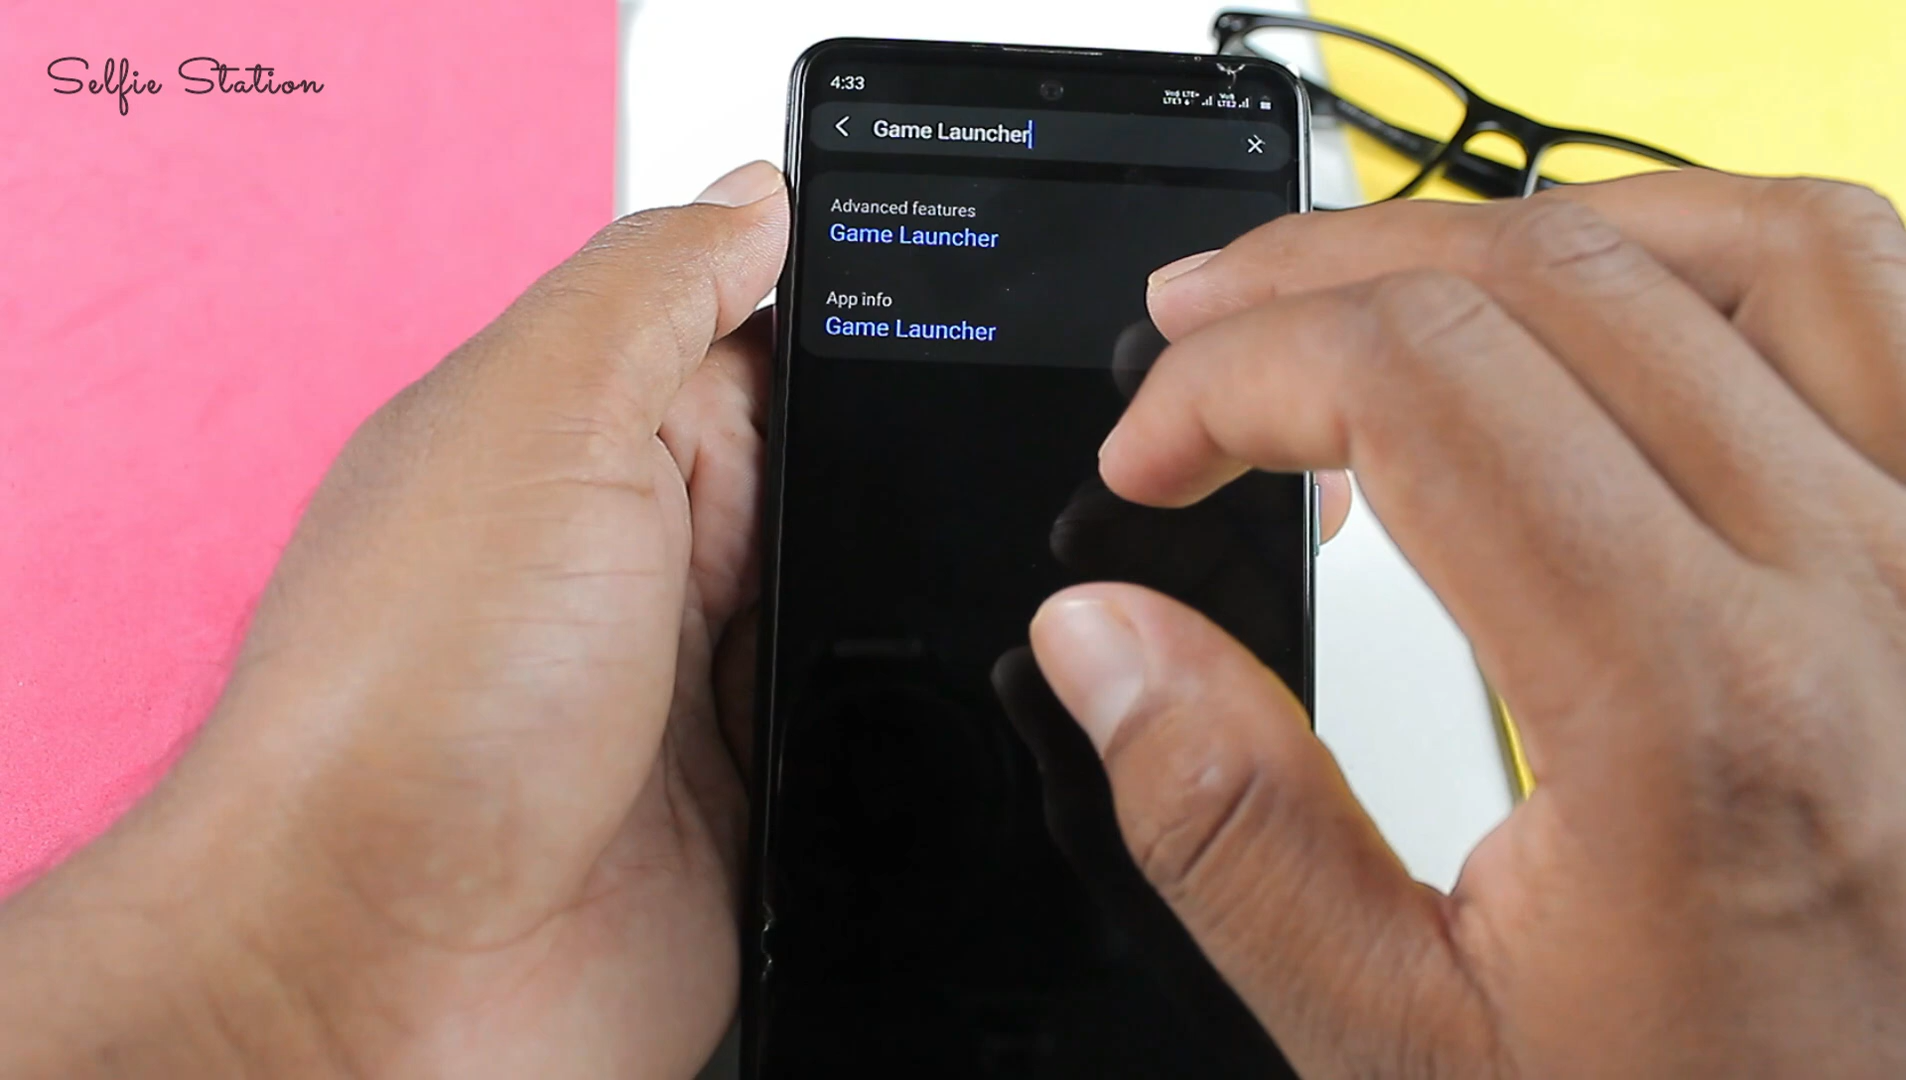 Selfie Station
4:33
Game Launcher
Advanced features
Game Launcher
App info
Game Launcher